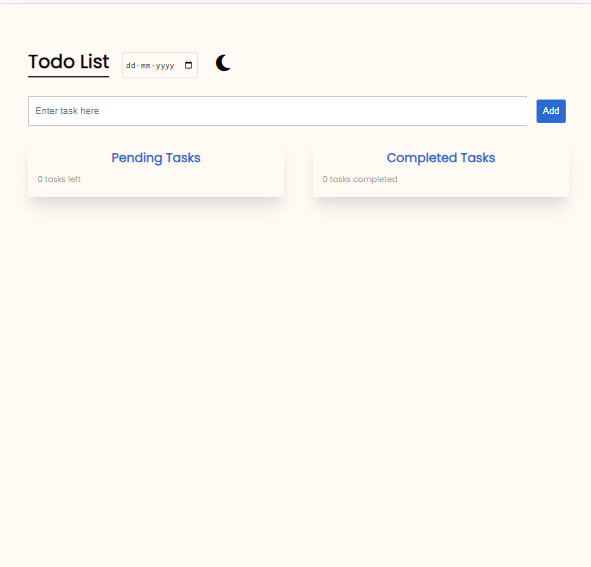 Todo List dd-mm-yyyy
Enter task here Add
Pending Tasks
0 tasks left
Completed Tasks
0 tasks completed